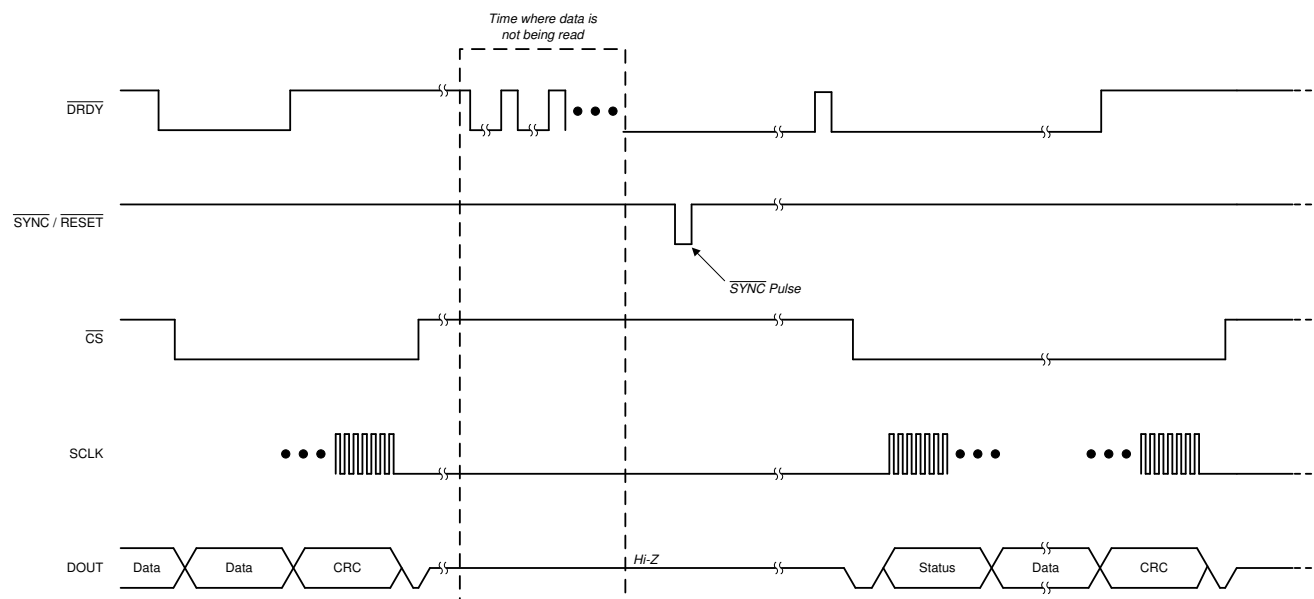 Time where data is
not being read
DRDY
SYNC / RESET
SYNC Pulse
CS
SCLK
DOUT
Data
Data
CRC
Hi-Z
Status
Data
CRC